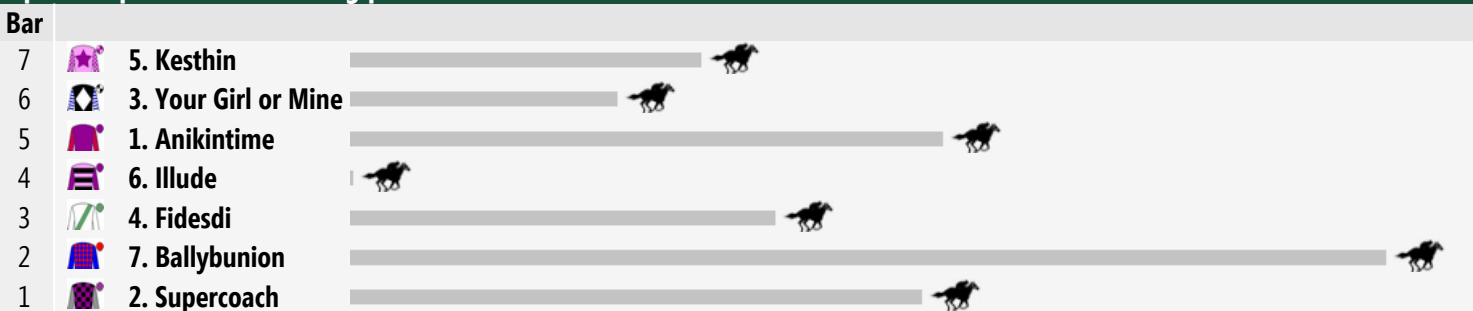 Bar
7 5. Kesthin
6 3. Your Girl or Mine
5 1. Anikintime
4 6. Illude
3 4. Fidesdi
2 7. Ballybunion
1 2. Supercoach